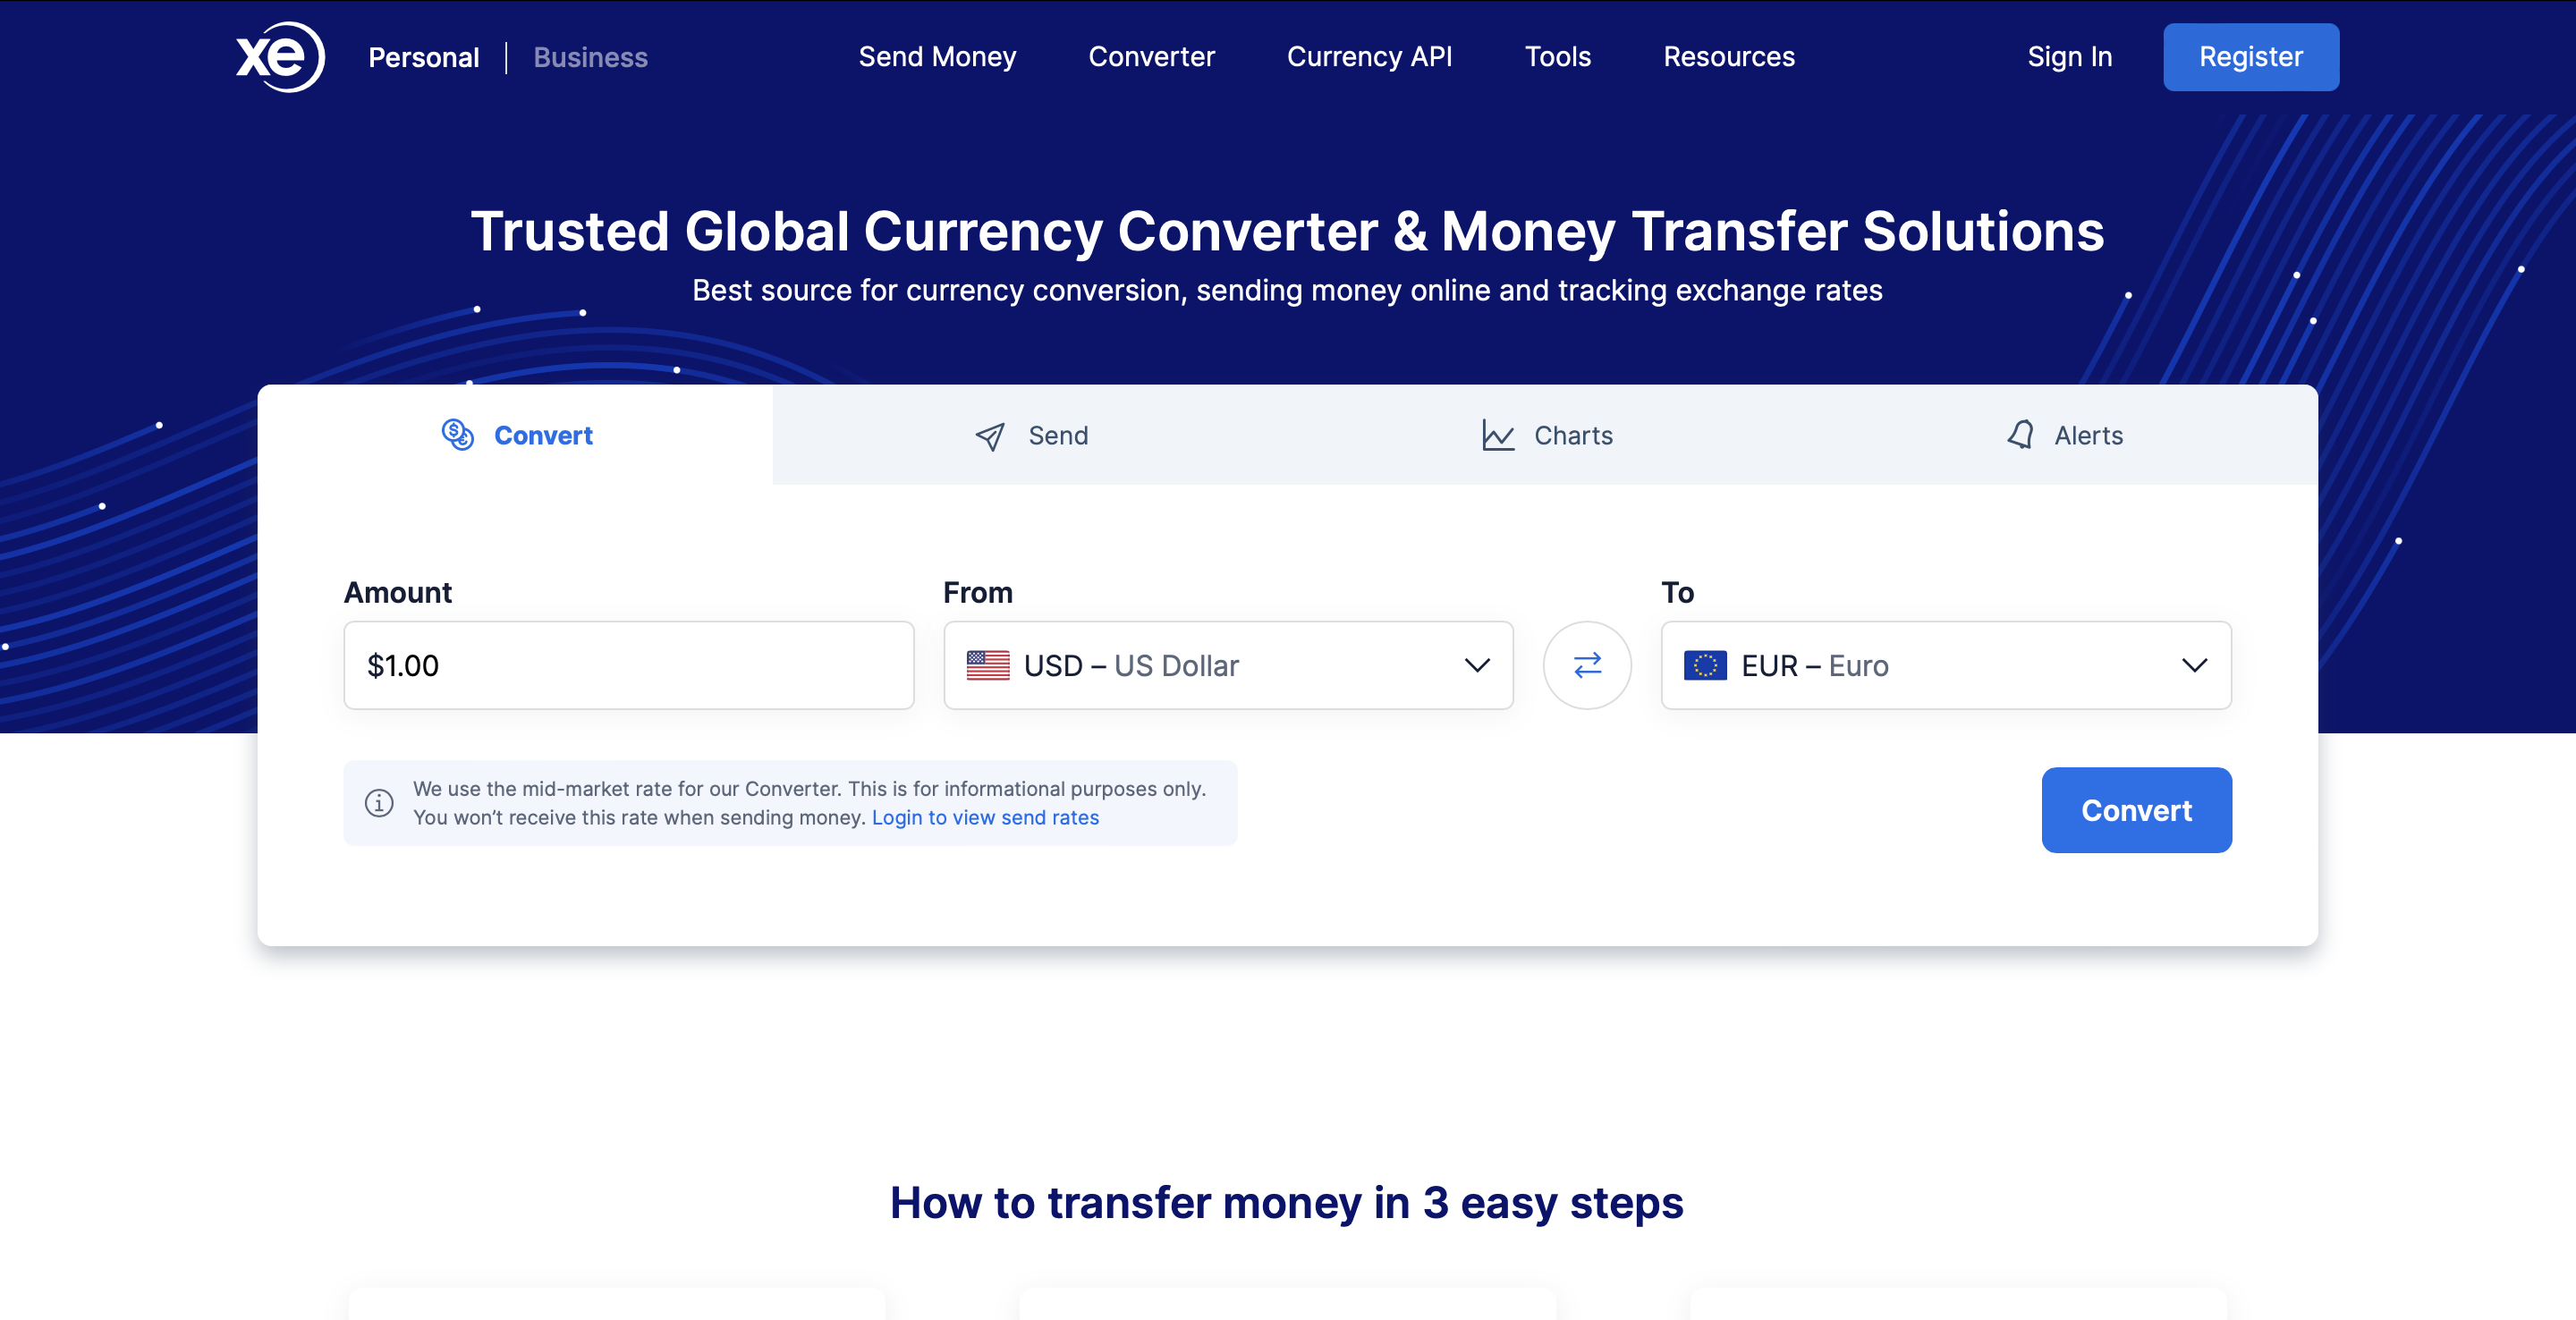 xe
Personal | Business
Send Money
Converter
Currency API
Tools
Resources
Sign In
Register
Trusted Global Currency Converter & Money Transfer Solutions
Best source for currency conversion, sending money online and tracking exchange rates
Convert
Send
Charts
Alerts
Amount
$1.00
From
USD – US Dollar
To
EUR – Euro
We use the mid-market rate for our Converter. This is for informational purposes only.
You won’t receive this rate when sending money. Login to view send rates
Convert
How to transfer money in 3 easy steps